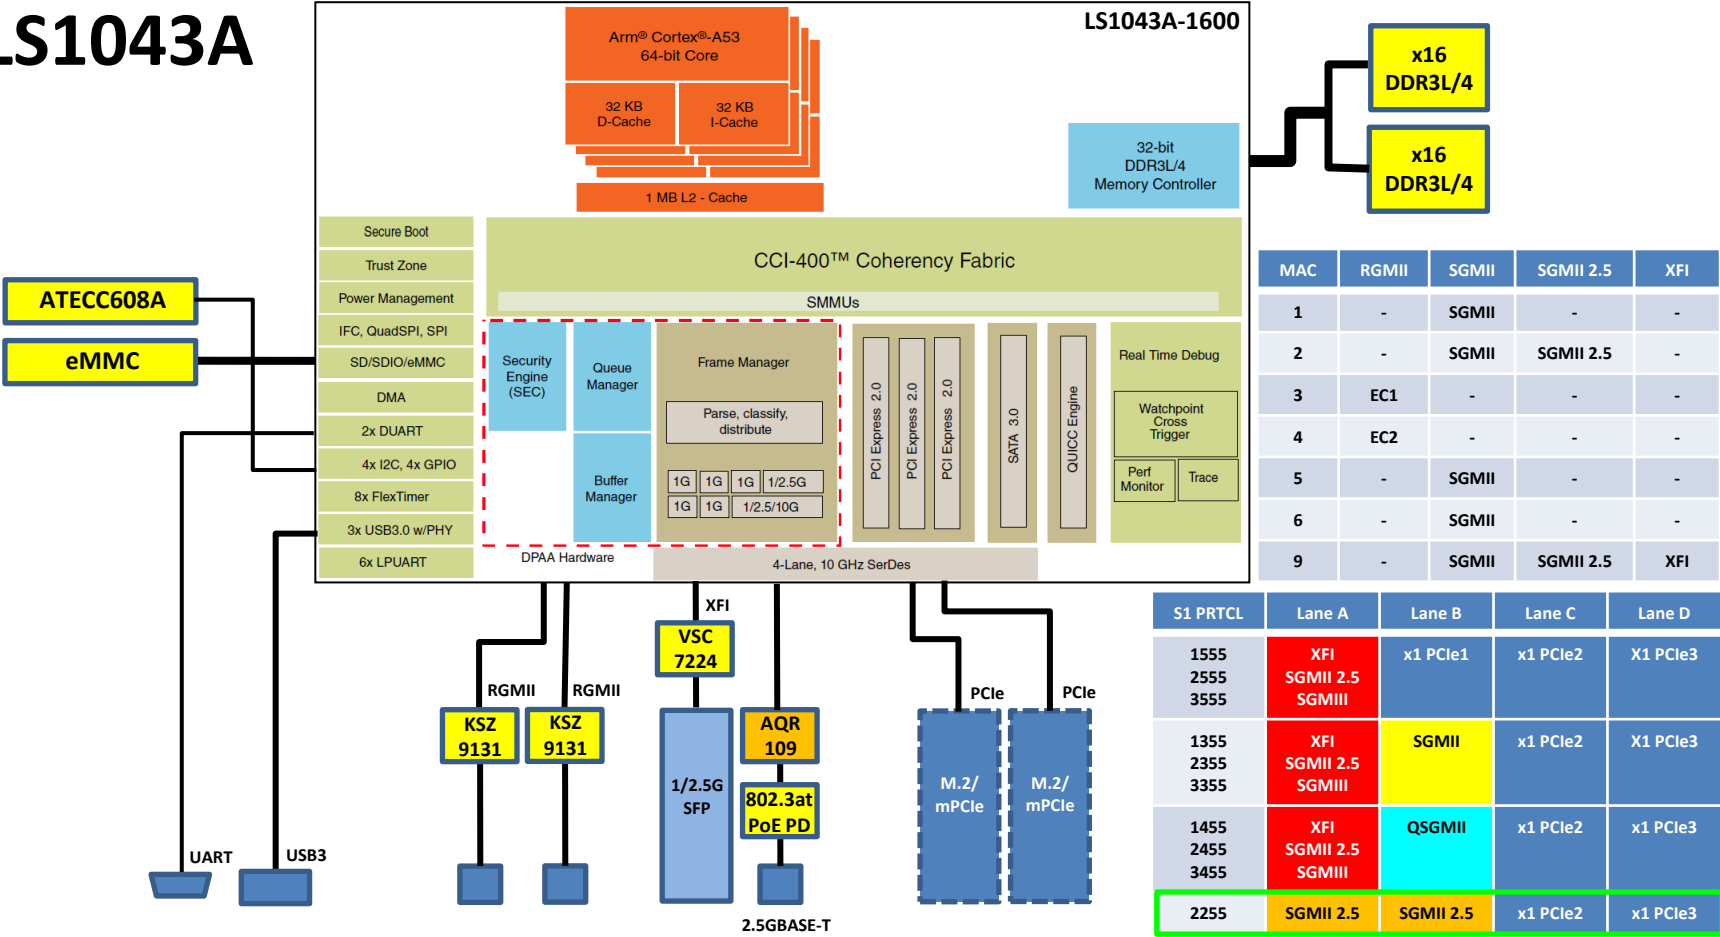 LS1043A
LS1043A-1600
Arm® Cortex®-A53
64-bit Core
32 KB
D-Cache
32 KB
I-Cache
1 MB L2 - Cache
32-bit
DDR3L/4
Memory Controller
x16
DDR3L/4
x16
DDR3L/4
Secure Boot
Trust Zone
Power Management
IFC, QuadSPI, SPI
SD/SDIO/eMMC
DMA
2x DUART
4x I2C, 4x GPIO
8x FlexTimer
3x USB3.0 w/PHY
6x LPUART
CCI-400™ Coherency Fabric
SMMUs
Security
Engine
(SEC)
Queue
Manager
Buffer
Manager
Frame Manager
Parse, classify,
distribute
1G 1G 1G 1/2.5G
1G 1G 1/2.5/10G
DPAA Hardware
4-Lane, 10 GHz SerDes
PCI Express 2.0
PCI Express 2.0
PCI Express 2.0
SATA 3.0
QUICC Engine
Real Time Debug
Watchpoint
Cross
Trigger
Perf
Monitor
Trace
ATECC608A
eMMC
UART
USB3
RGMII
RGMII
KSZ
9131
KSZ
9131
XFI
VSC
7224
1/2.5G
SFP
AQR
109
802.3at
PoE PD
2.5GBASE-T
PCIe
PCIe
M.2/
mPCIe
M.2/
mPCIe
MAC RGMII SGMII SGMII 2.5 XFI
1 - SGMII - -
2 - SGMII SGMII 2.5 -
3 EC1 - - -
4 EC2 - - -
5 - SGMII - -
6 - SGMII - -
9 - SGMII SGMII 2.5 XFI
S1 PRTCL Lane A Lane B Lane C Lane D
1555 XFI x1 PCIe1 x1 PCIe2 X1 PCIe3
2555 SGMII 2.5
3555 SGMIII
1355 XFI SGMII x1 PCIe2 X1 PCIe3
2355 SGMII 2.5
3355 SGMIII
1455 XFI QSGMII x1 PCIe2 x1 PCIe3
2455 SGMII 2.5
3455 SGMIII
2255 SGMII 2.5 SGMII 2.5 x1 PCIe2 x1 PCIe3